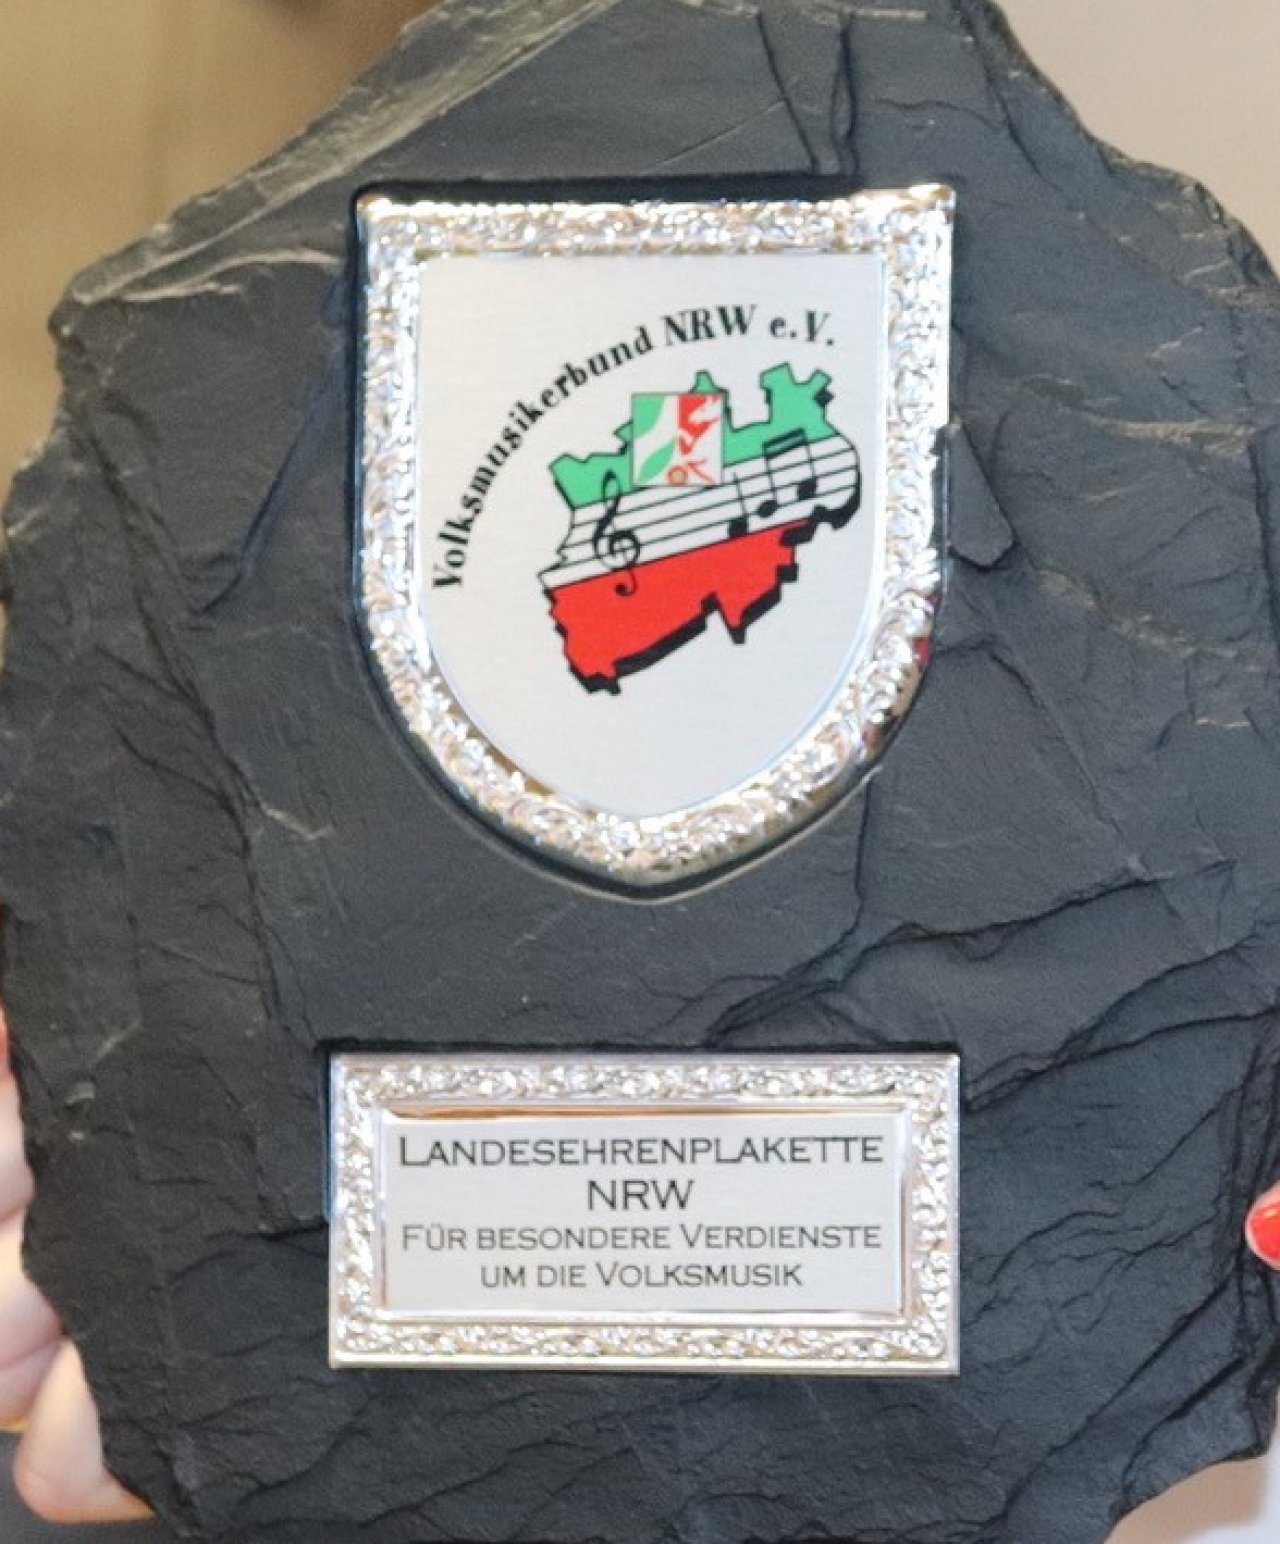 Volksmusikerbund NRW e.V.
LANDESEHRENPLAKETTE
NRW
FÜR BESONDERE VERDIENSTE
UM DIE VOLKSMUSIK